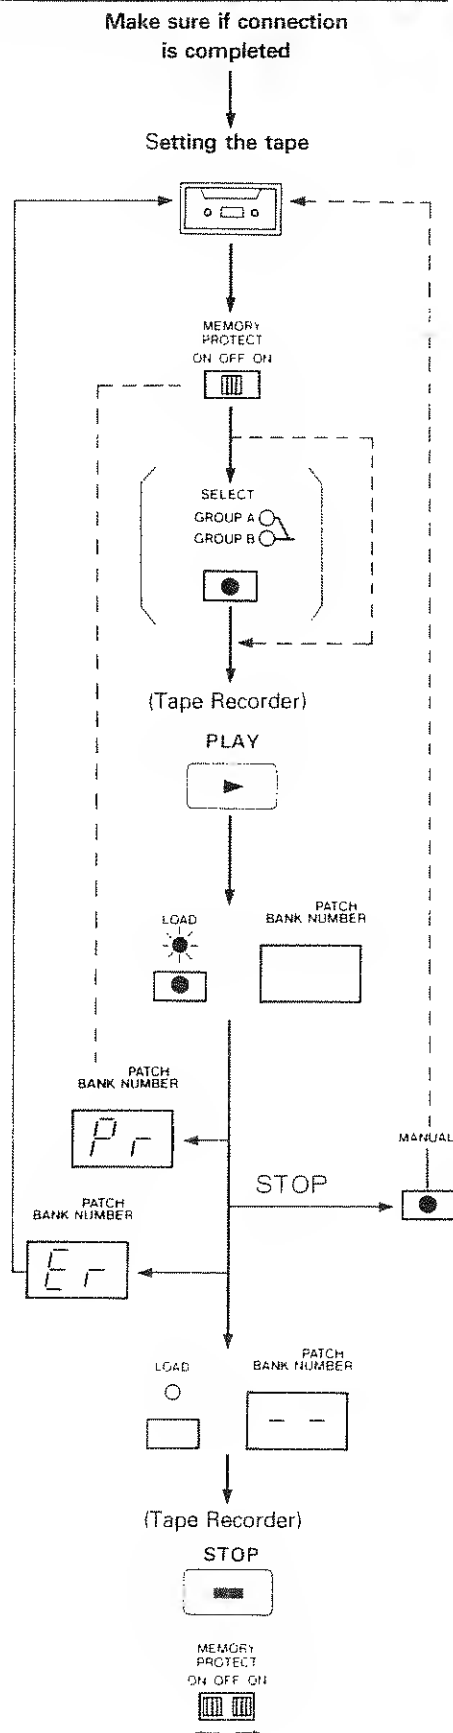 Make sure if connection
is completed
Setting the tape
MEMORY
PROTECT
ON OFF ON
SELECT
GROUP A
GROUP B
(Tape Recorder)
PLAY
LOAD
PATCH
BANK NUMBER
PATCH
BANK NUMBER
Pr
MANUAL
STOP
PATCH
BANK NUMBER
Er
LOAD
PATCH
BANK NUMBER
- -
(Tape Recorder)
STOP
MEMORY
PROTECT
ON OFF ON